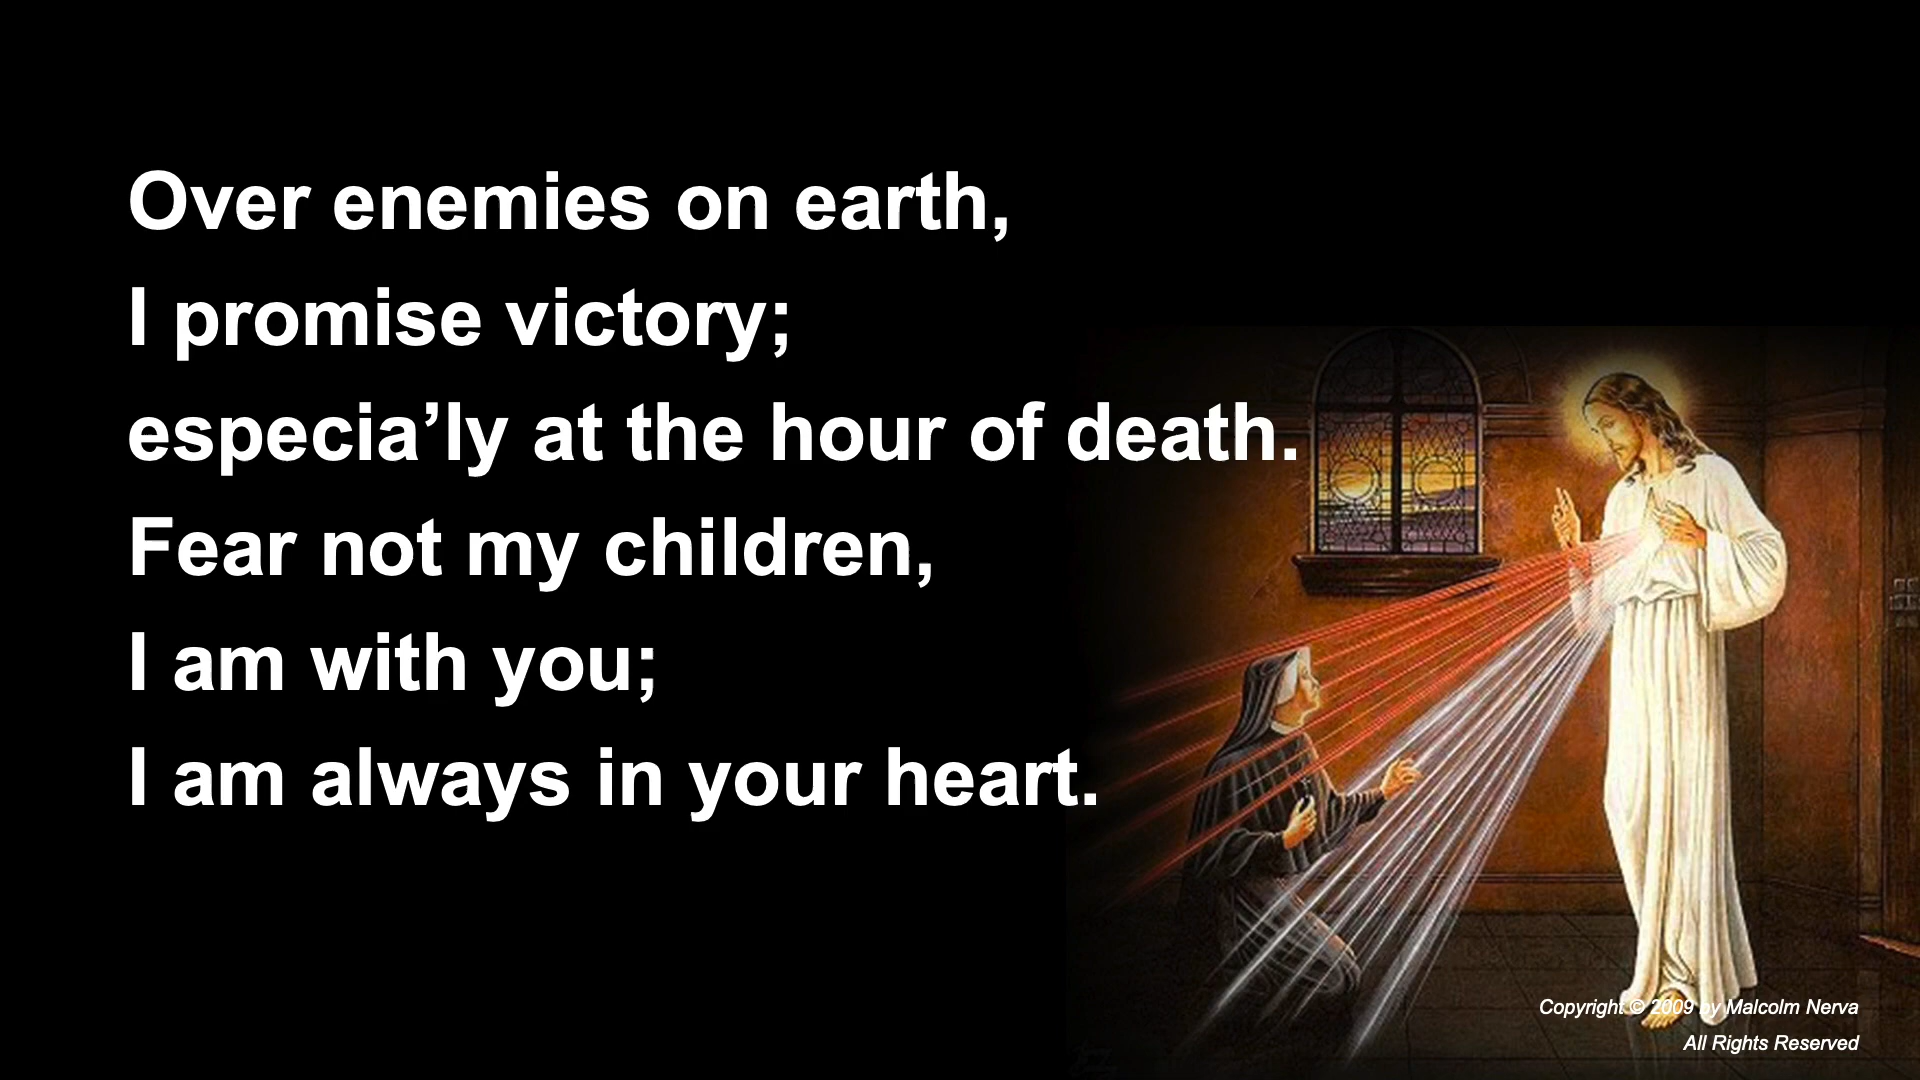 Over enemies on earth,
I promise victory;
especia’ly at the hour of death.
Fear not my children,
I am with you;
I am always in your heart.
Copyright © 2009 by Malcolm Nerva
All Rights Reserved